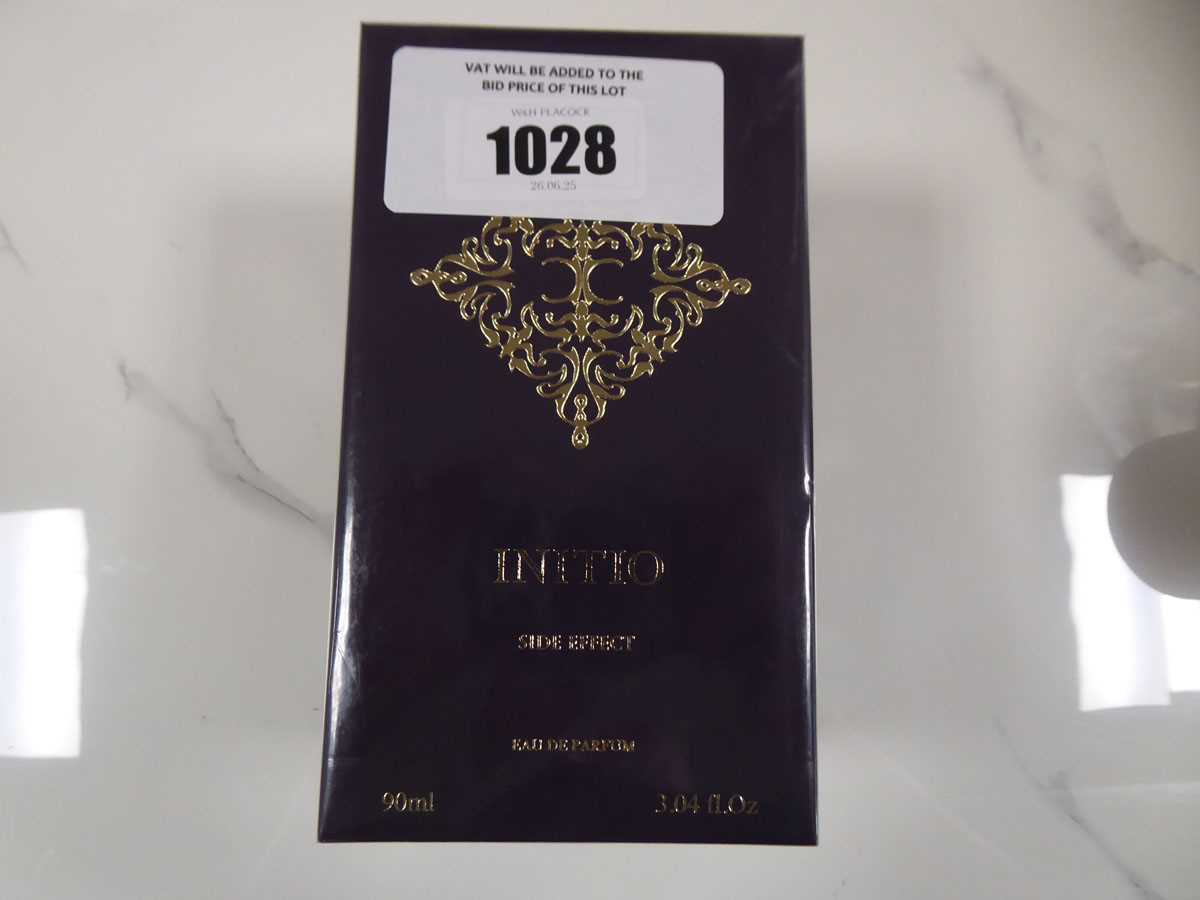 VAT WILL BE ADDED TO THE
BID PRICE OF THIS LOT
W&H PEACOCK
1028
26.06.25
INITIO
SIDE EFFECT
EAU DE PARFUM
90ml 3.04 fl.Oz